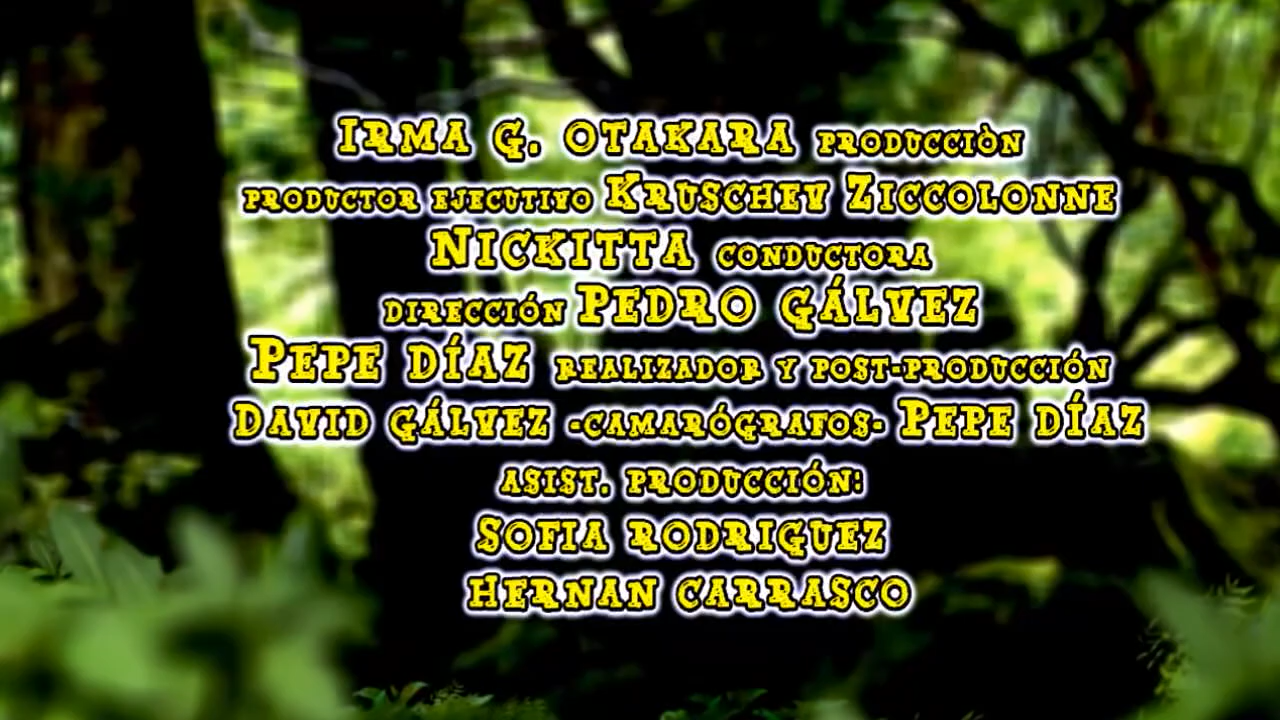 IRMA G. OTAKARA PRODUCCIÒN
PRODUCTOR EJECUTIVO KRUSCHEV ZICCOLONNE
NICKITTA CONDUCTORA
DIRECCIÓN PEDRO GÁLVEZ
PEPE DÍAZ REALIZADOR Y POST-PRODUCCIÓN
DAVID GÁLVEZ -CAMARÓGRAFOS- PEPE DÍAZ
ASIST. PRODUCCIÓN:
SOFIA RODRIGUEZ
HERNAN CARRASCO